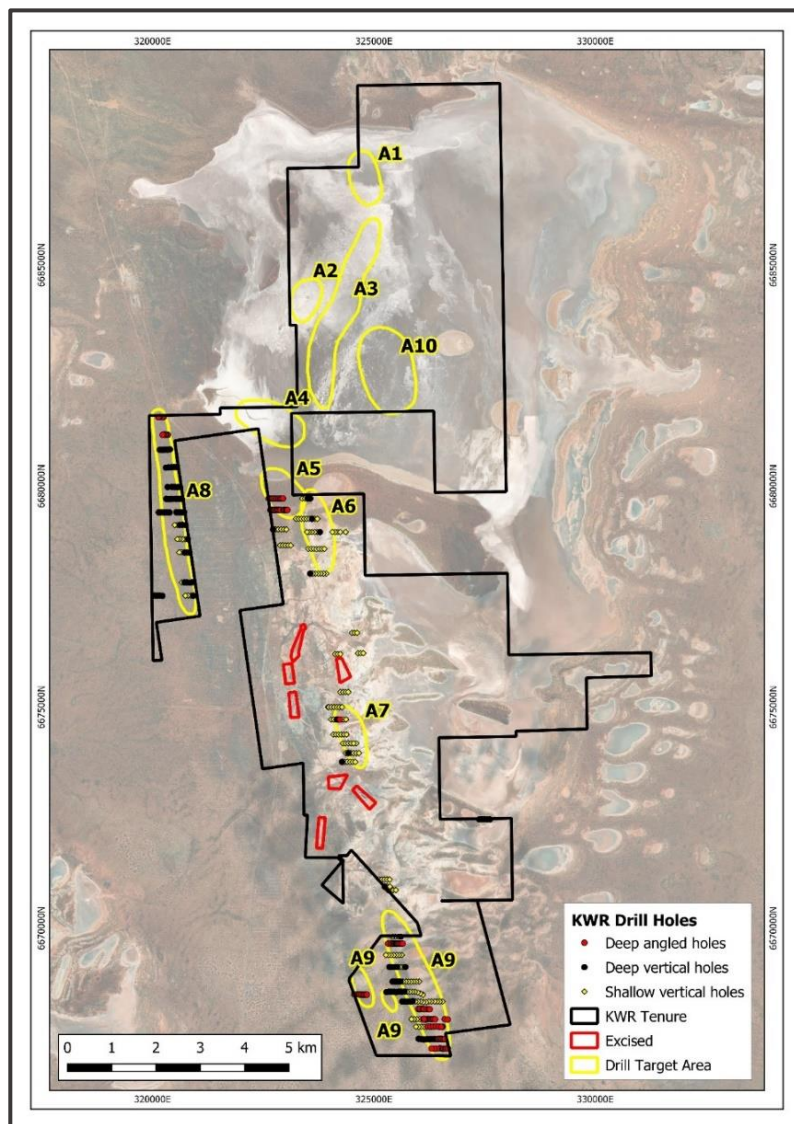 320000E 325000E 330000E
A1
6685000N 6685000N
A2
A3
A10
A4
A5
6680000N 6680000N
A8
A6
6675000N 6675000N
A7
6670000N 6670000N
A9 A9
A9
KWR Drill Holes
Deep angled holes
Deep vertical holes
Shallow vertical holes
KWR Tenure
Excised
Drill Target Area
0 1 2 3 4 5 km
320000E 325000E 330000E